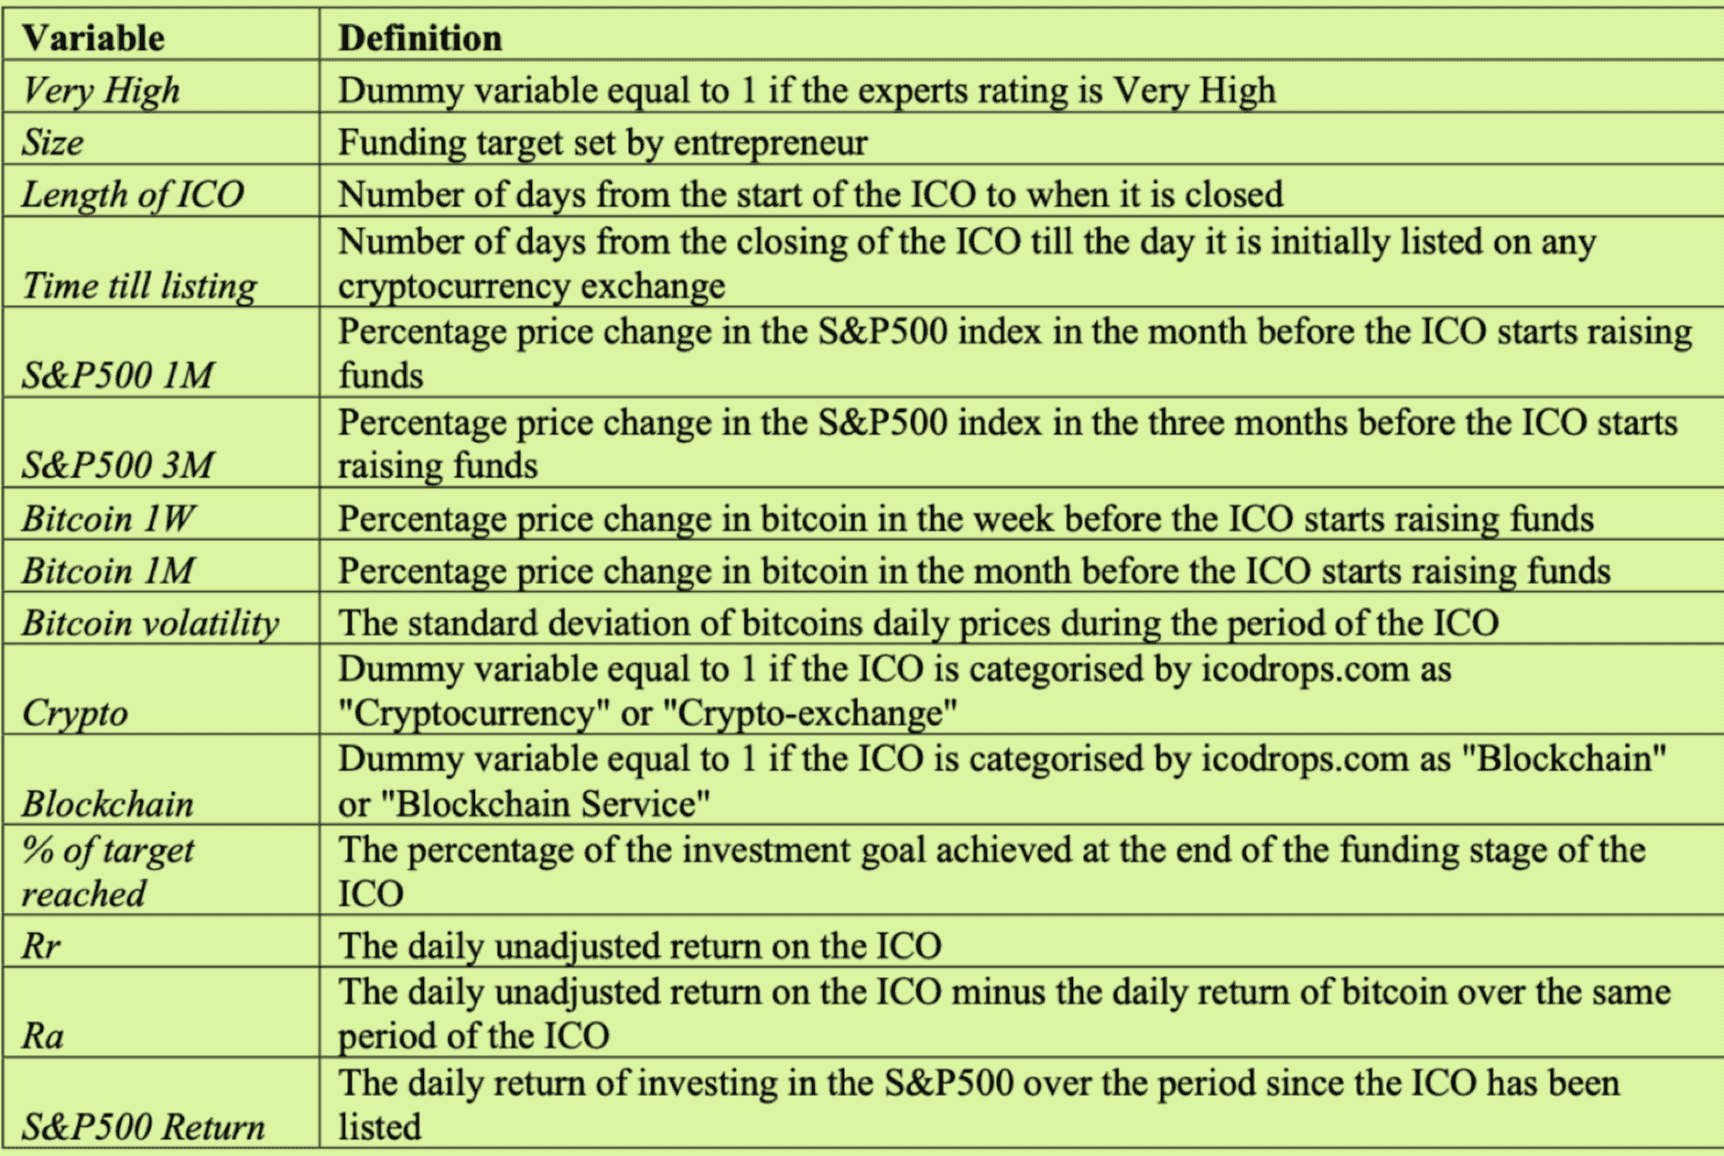 Variable Definition
Very High Dummy variable equal to 1 if the experts rating is Very High
Size Funding target set by entrepreneur
Length of ICO Number of days from the start of the ICO to when it is closed
Number of days from the closing of the ICO till the day it is initially listed on any
Time till listing cryptocurrency exchange
Percentage price change in the S&P500 index in the month before the ICO starts raising
S&P500 1M funds
Percentage price change in the S&P500 index in the three months before the ICO starts
S&P500 3M raising funds
Bitcoin 1W Percentage price change in bitcoin in the week before the ICO starts raising funds
Bitcoin 1M Percentage price change in bitcoin in the month before the ICO starts raising funds
Bitcoin volatility The standard deviation of bitcoins daily prices during the period of the ICO
Dummy variable equal to 1 if the ICO is categorised by icodrops.com as
Crypto "Cryptocurrency" or "Crypto-exchange"
Dummy variable equal to 1 if the ICO is categorised by icodrops.com as "Blockchain"
Blockchain or "Blockchain Service"
% of target The percentage of the investment goal achieved at the end of the funding stage of the
reached ICO
Rr The daily unadjusted return on the ICO
The daily unadjusted return on the ICO minus the daily return of bitcoin over the same
Ra period of the ICO
The daily return of investing in the S&P500 over the period since the ICO has been
S&P500 Return listed